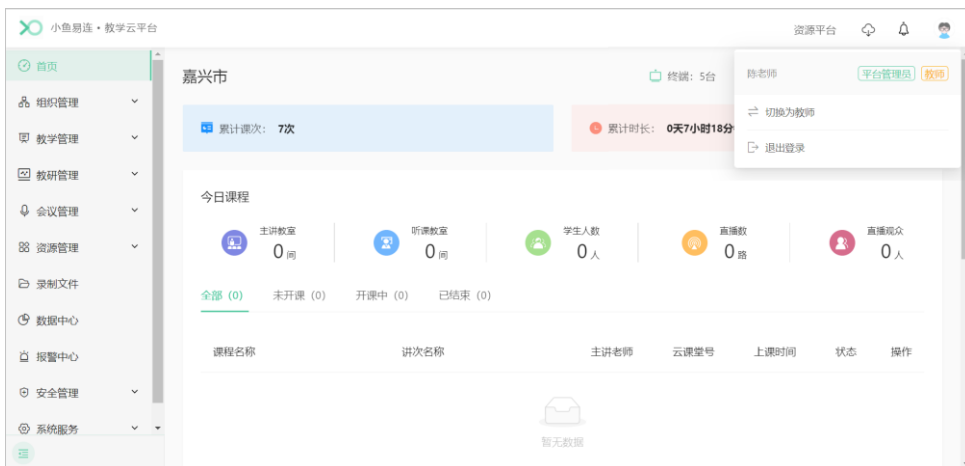 小鱼易连·教学云平台
资源平台
首页
组织管理
教学管理
教研管理
会议管理
资源管理
录制文件
数据中心
报警中心
安全管理
系统服务
嘉兴市
终端：5台
陈老师
平台管理员
教师
切换为教师
退出登录
累计课次： 7次
累计时长： 0天7小时18分
今日课程
主讲教室
0 间
听课教室
0 间
学生人数
0 人
直播数
0 路
直播观众
0 人
全部（0） 未开课（0） 开课中（0） 已结束（0）
课程名称 讲次名称 主讲老师 云课堂号 上课时间 状态 操作
暂无数据